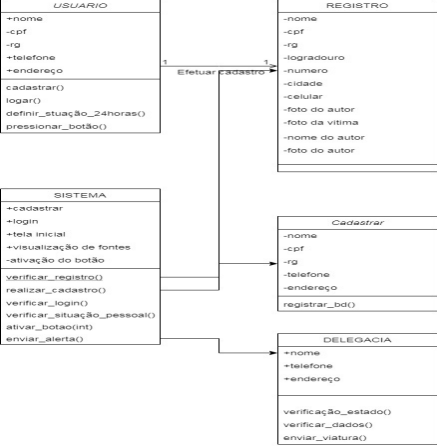 USUARIO
+nome
-cpf
-rg
+telefone
+endereço
cadastrar()
logar()
definir_stuação_24horas()
pressionar_botão()
1
1
Efetuar cadastro
REGISTRO
-nome
-cpf
-rg
-logradouro
-numero
-cidade
-celular
-foto do autor
-foto da vitima
-nome do autor
-foto do autor
SISTEMA
+cadastrar
+login
+tela inicial
+visualização de fontes
-ativação do botão
verificar_registro()
realizar_cadastro()
verificar_login()
verificar_situação_pessoal()
ativar_botao(int)
enviar_alerta()
Cadastrar
-nome
-cpf
-rg
-telefone
-endereço
registrar_bd()
DELEGACIA
+nome
+telefone
+endereço
verificação_estado()
verificar_dados()
enviar_viatura()